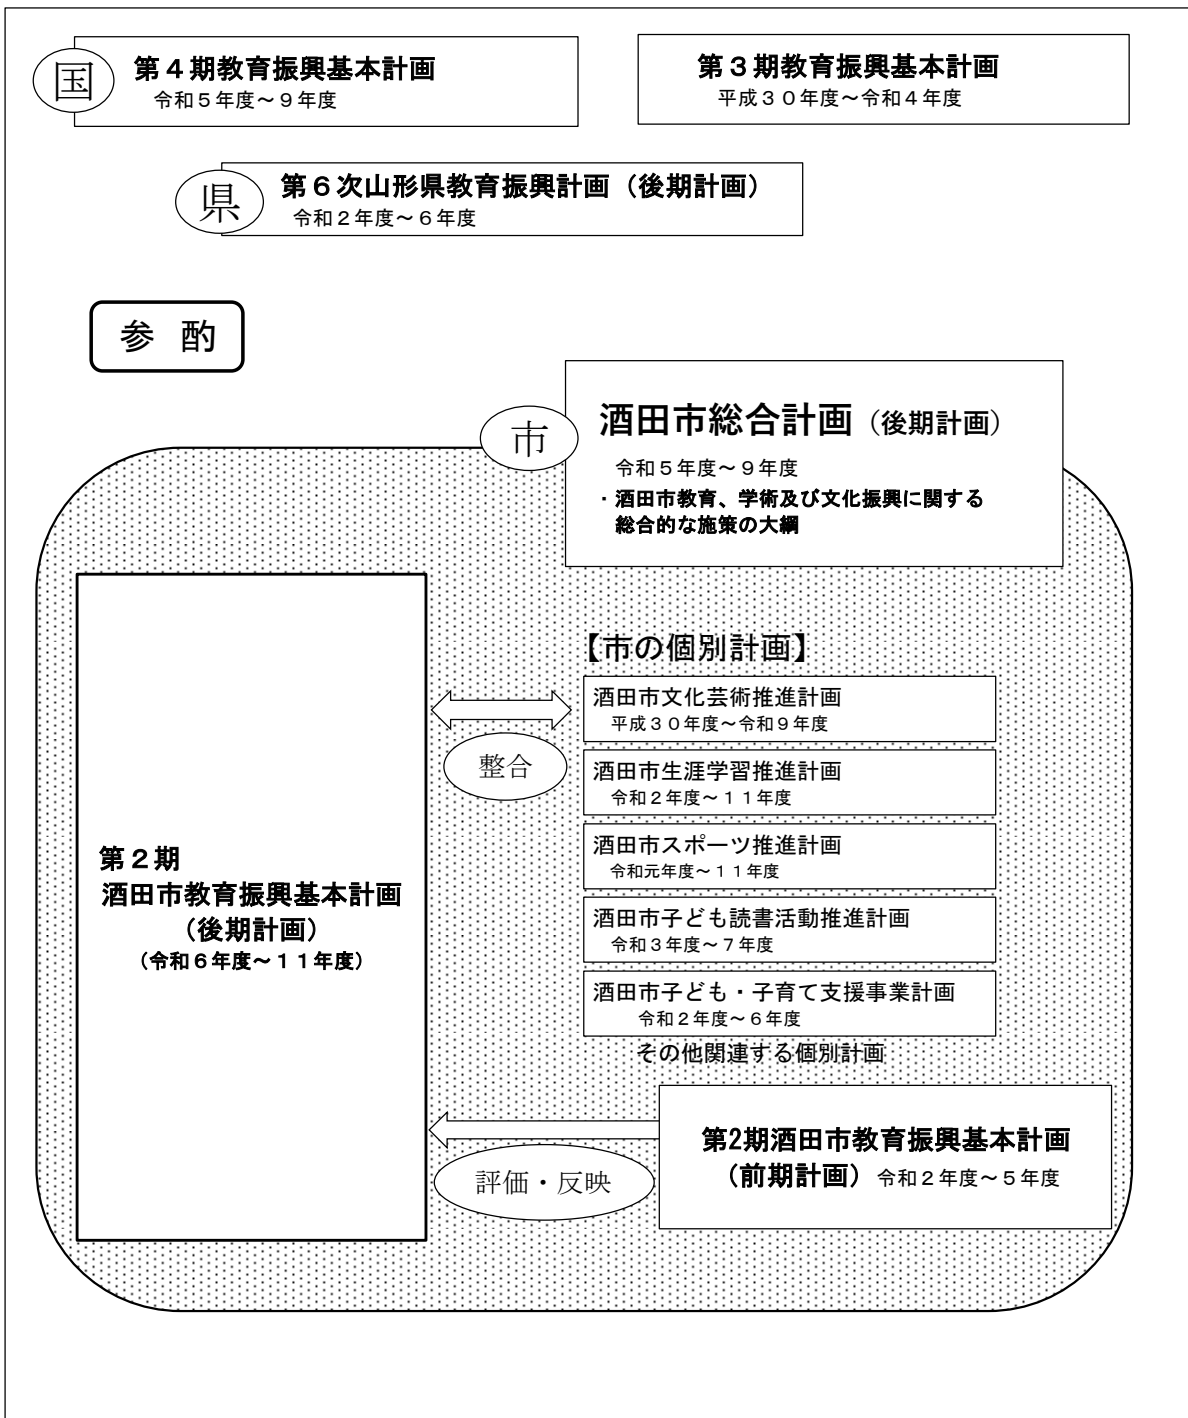 国
第４期教育振興基本計画
令和５年度～９年度
第３期教育振興基本計画
平成３０年度～令和４年度
県
第６次山形県教育振興計画（後期計画）
令和２年度～６年度
参 酌
市
酒田市総合計画（後期計画）
令和５年度～９年度
・酒田市教育、学術及び文化振興に関する
総合的な施策の大綱
第２期
酒田市教育振興基本計画
（後期計画）
（令和６年度～１１年度）
整合
【市の個別計画】
酒田市文化芸術推進計画
平成３０年度～令和９年度
酒田市生涯学習推進計画
令和２年度～１１年度
酒田市スポーツ推進計画
令和元年度～１１年度
酒田市子ども読書活動推進計画
令和３年度～７年度
酒田市子ども・子育て支援事業計画
令和２年度～６年度
その他関連する個別計画
評価・反映
第2期酒田市教育振興基本計画
（前期計画）令和２年度～５年度